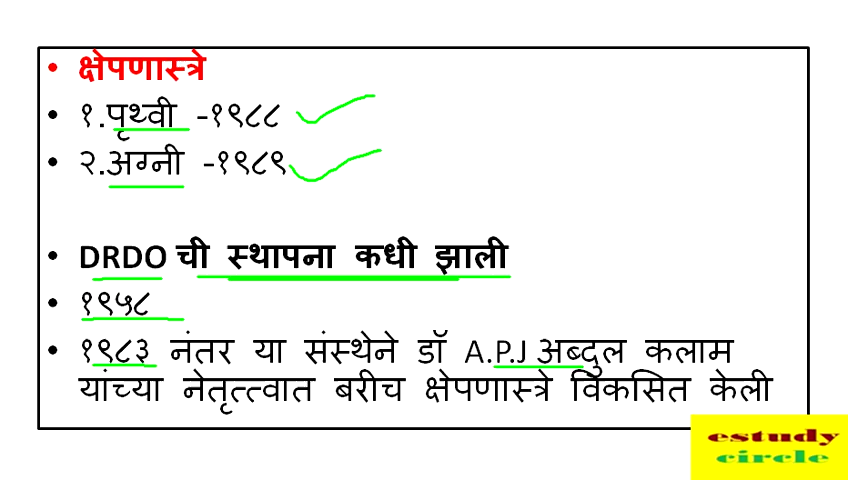 क्षेपणास्त्रे
१.पृथ्वी -१९८८
२.अग्नी -१९८९
DRDO ची स्थापना कधी झाली
१९५८
१९८३ नंतर या संस्थेने डॉ A.P.J अब्दुल कलाम
यांच्या नेतृत्त्वात बरीच क्षेपणास्त्रे विकसित केली
estudy
circle